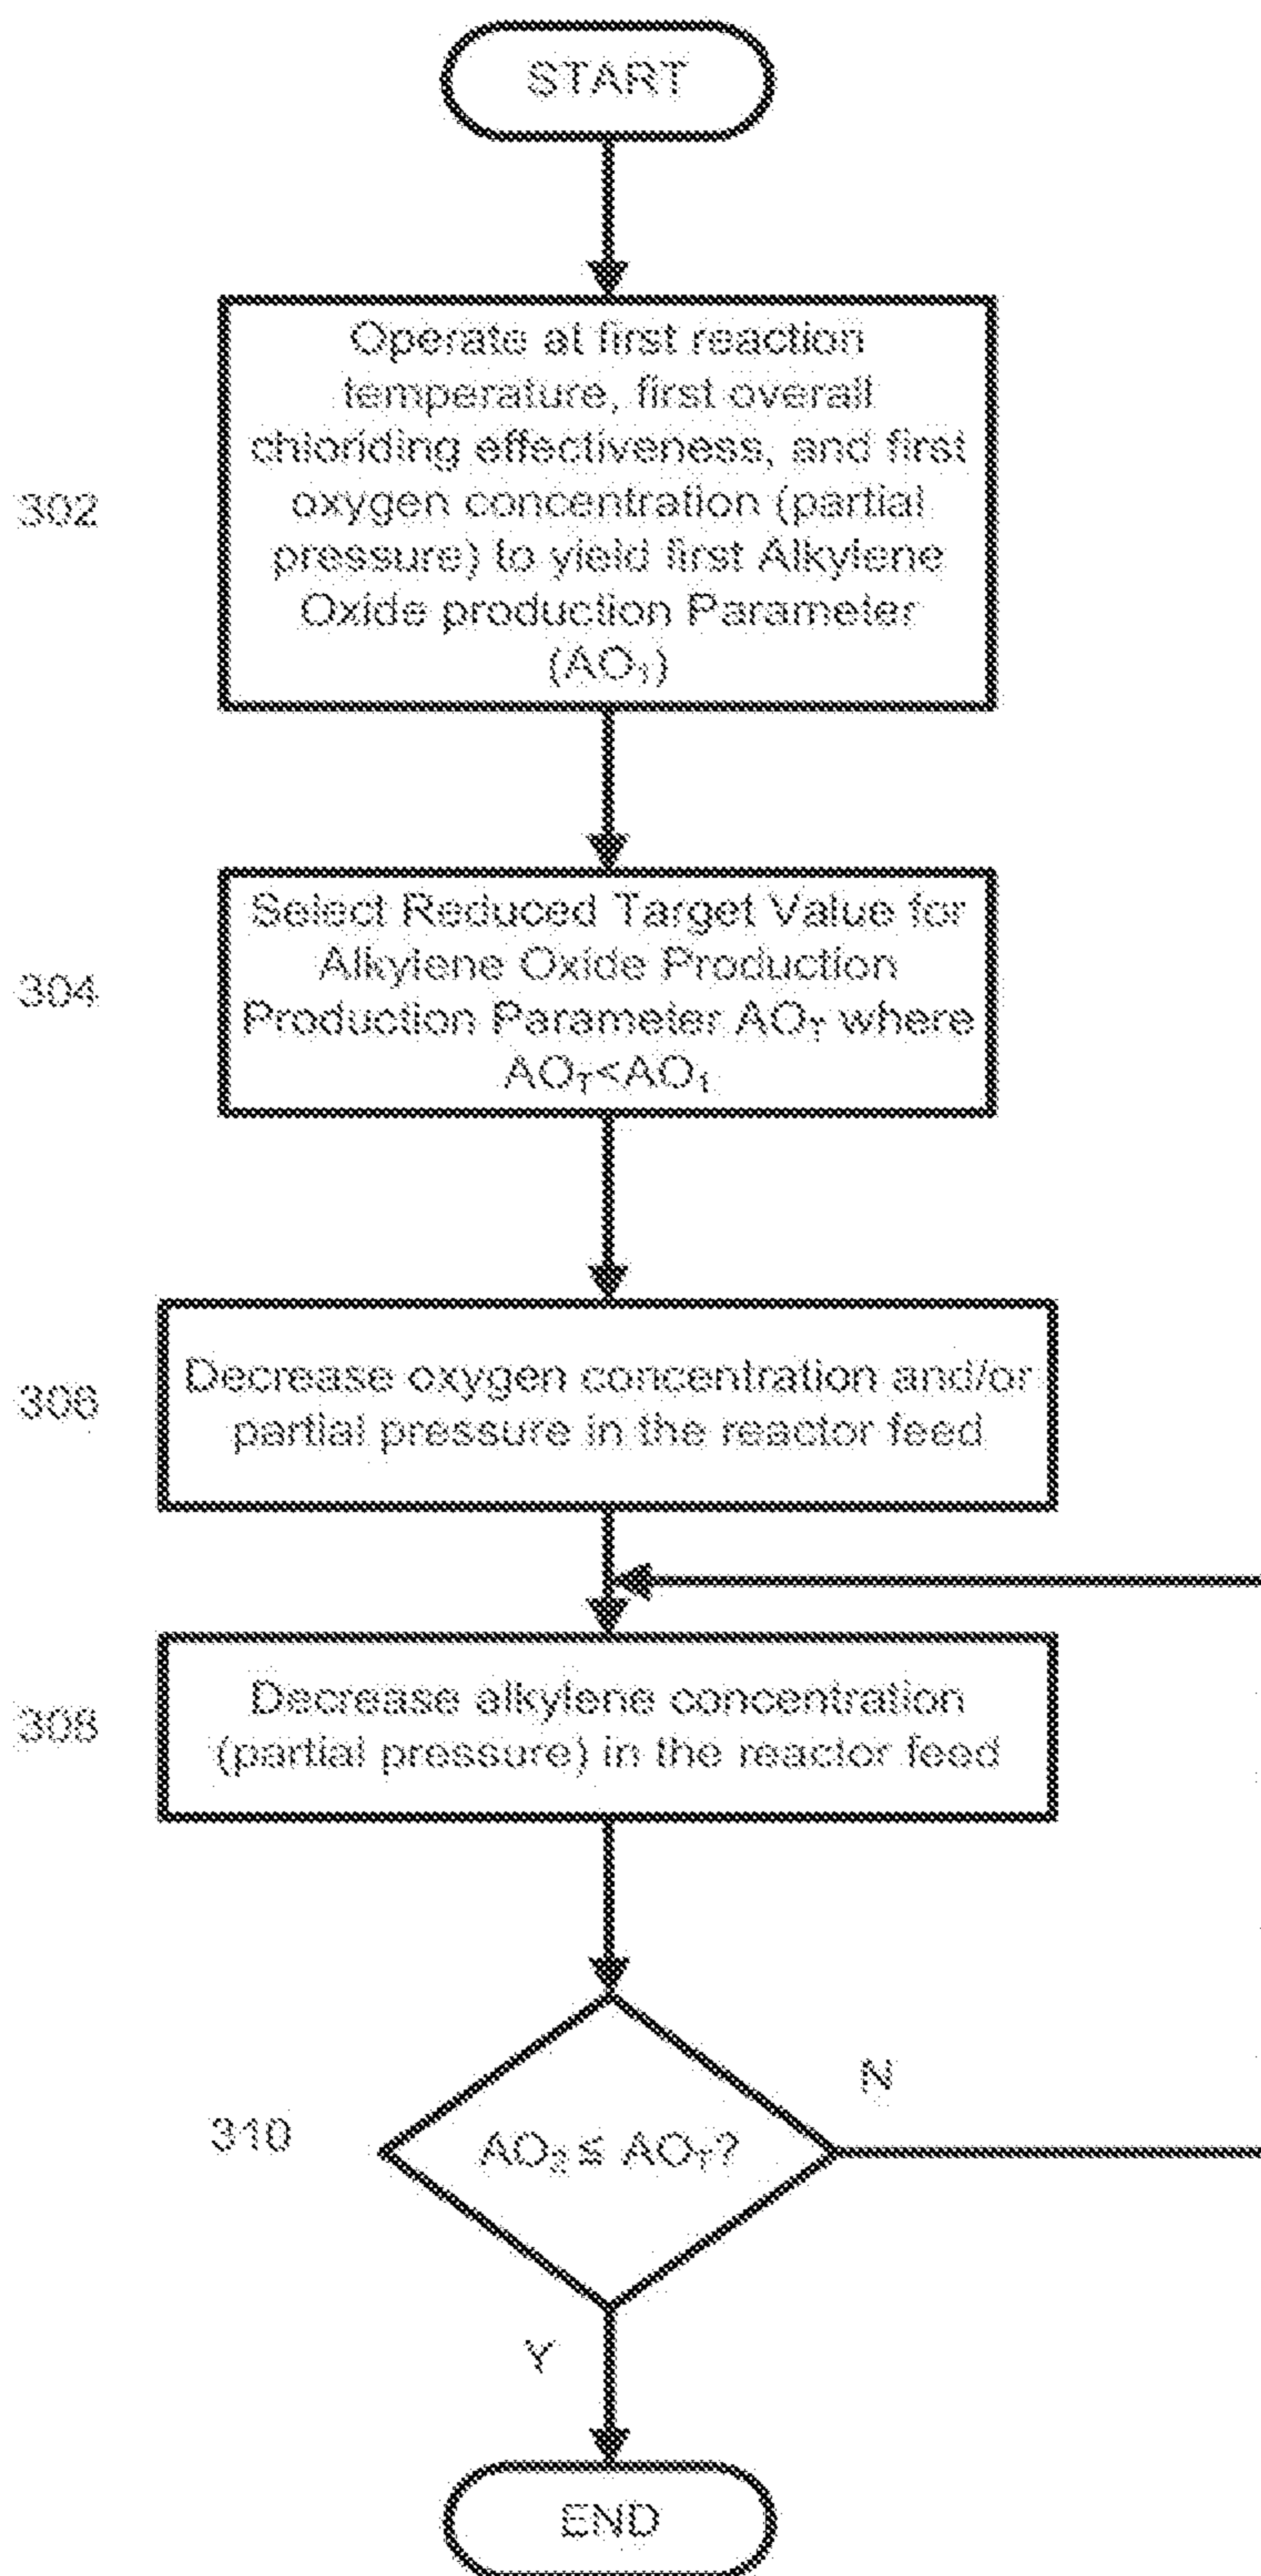 START
302
Operate at first reaction
temperature, first overall
chloriding effectiveness, and first
oxygen concentration (partial
pressure) to yield first Alkylene
Oxide production Parameter
(AO₁)
304
Select Reduced Target Value for
Alkylene Oxide Production
Production Parameter AOT where
AOT<AO₁
306
Decrease oxygen concentration and/or
partial pressure in the reactor feed
308
Decrease alkylene concentration
(partial pressure) in the reactor feed
310
AO₂ ≤ AOT?
N
Y
END